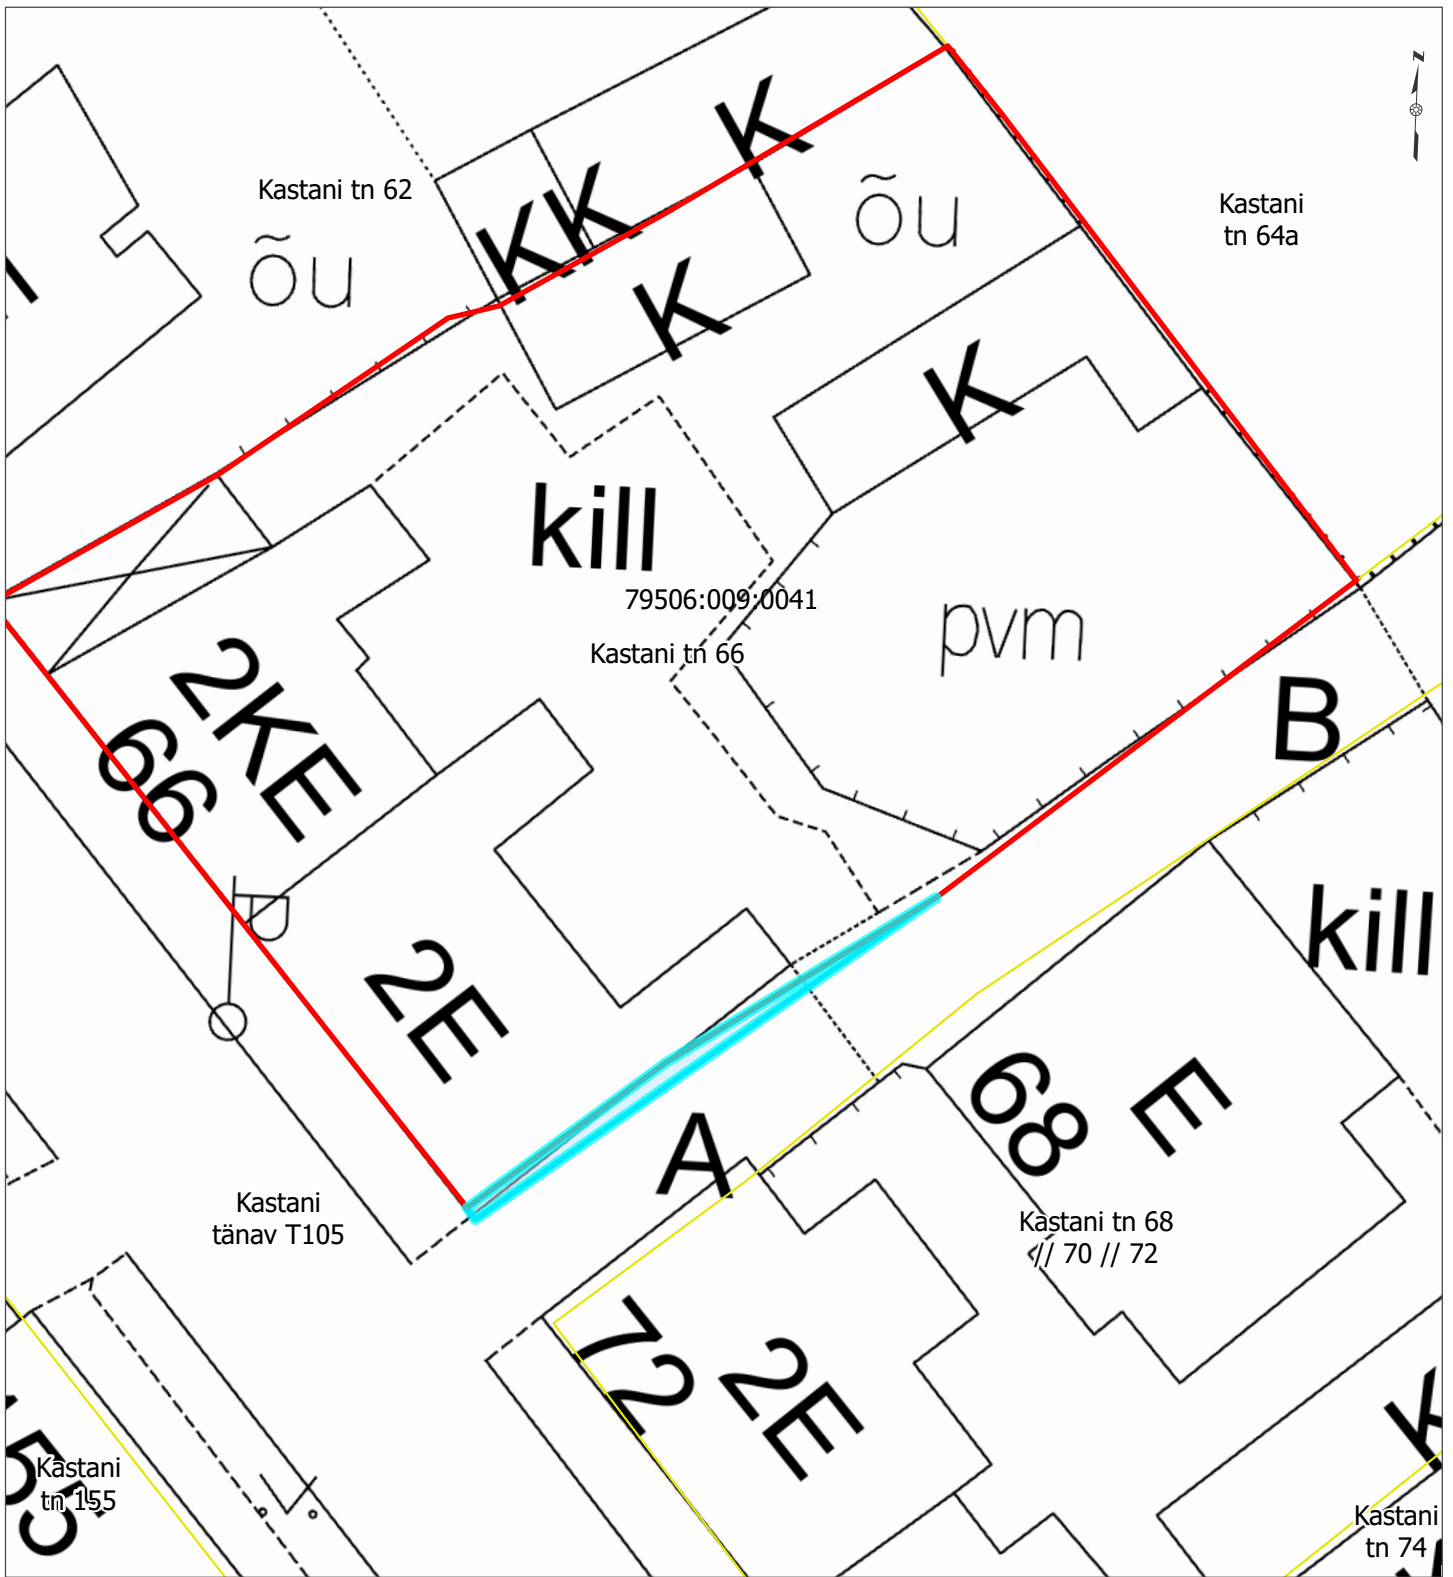 N
K
Kastani tn 62
õu
KK
õu
Kastani
tn 64a
K
K
kill
79506:009:0041
Kastani tn 66
pvm
2KE
66
B
kill
2E
A
68
E
Kastani
tänav T105
Kastani tn 68
// 70 // 72
72
2E
K
155
Kastani
tn 155
Kastani
tn 74